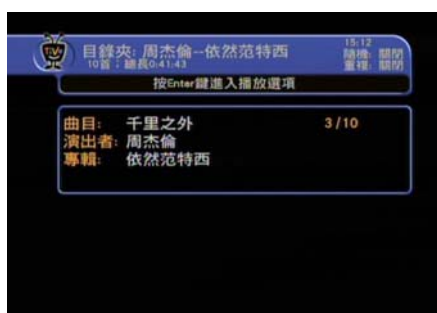 TiVo
目錄夾: 周杰倫--依然范特西
10首；總長0:41:43
15:12
隨機: 關閉
重複: 關閉
按Enter鍵進入播放選項
曲目: 千里之外 3/10
演出者: 周杰倫
專輯: 依然范特西